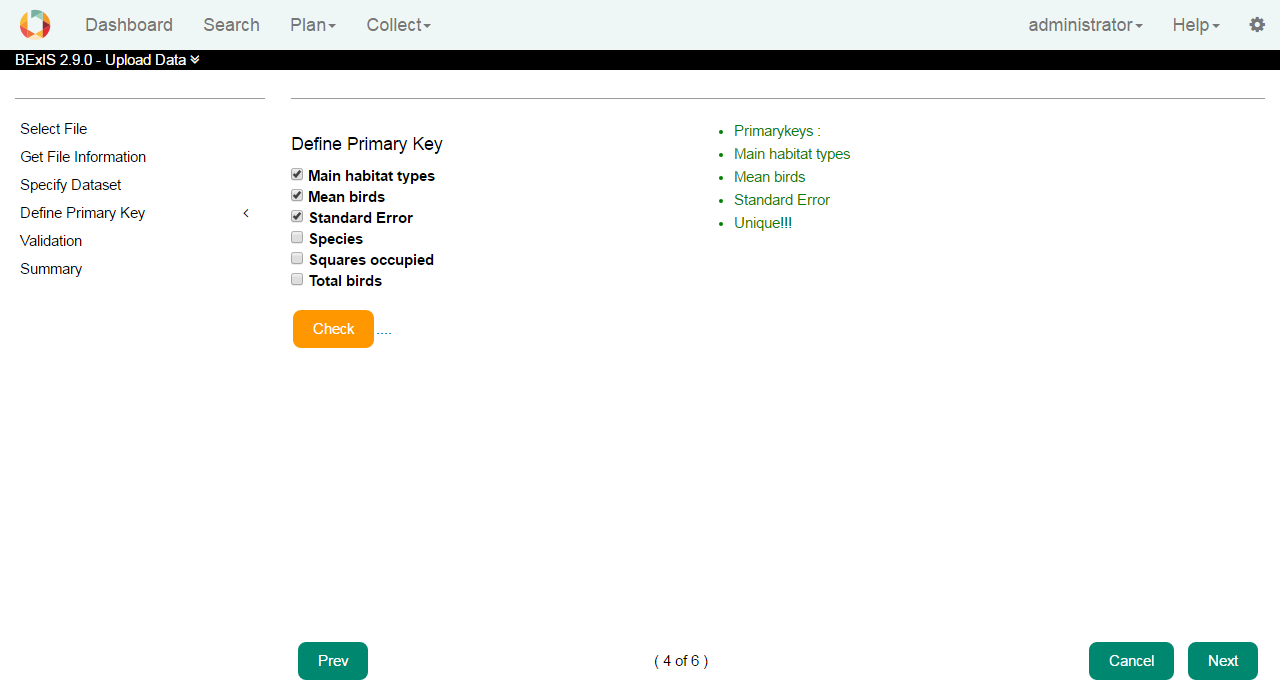 Dashboard Search Plan Collect administrator Help
BExIS 2.9.0 - Upload Data
Select File
Get File Information
Specify Dataset
Define Primary Key <
Validation
Summary
Define Primary Key
Main habitat types
Mean birds
Standard Error
Species
Squares occupied
Total birds
Check ....
Primarykeys :
Main habitat types
Mean birds
Standard Error
Unique!!!
Prev ( 4 of 6 ) Cancel Next